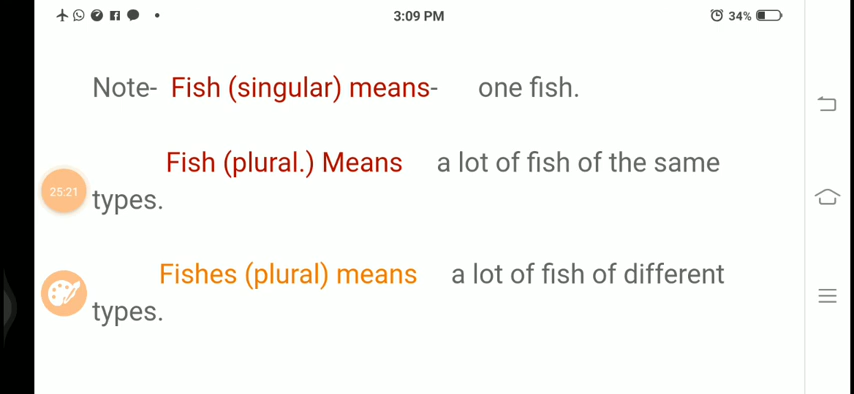 3:09 PM
34%
Note- Fish (singular) means- one fish.
Fish (plural.) Means a lot of fish of the same
25:21
types.
Fishes (plural) means a lot of fish of different
types.